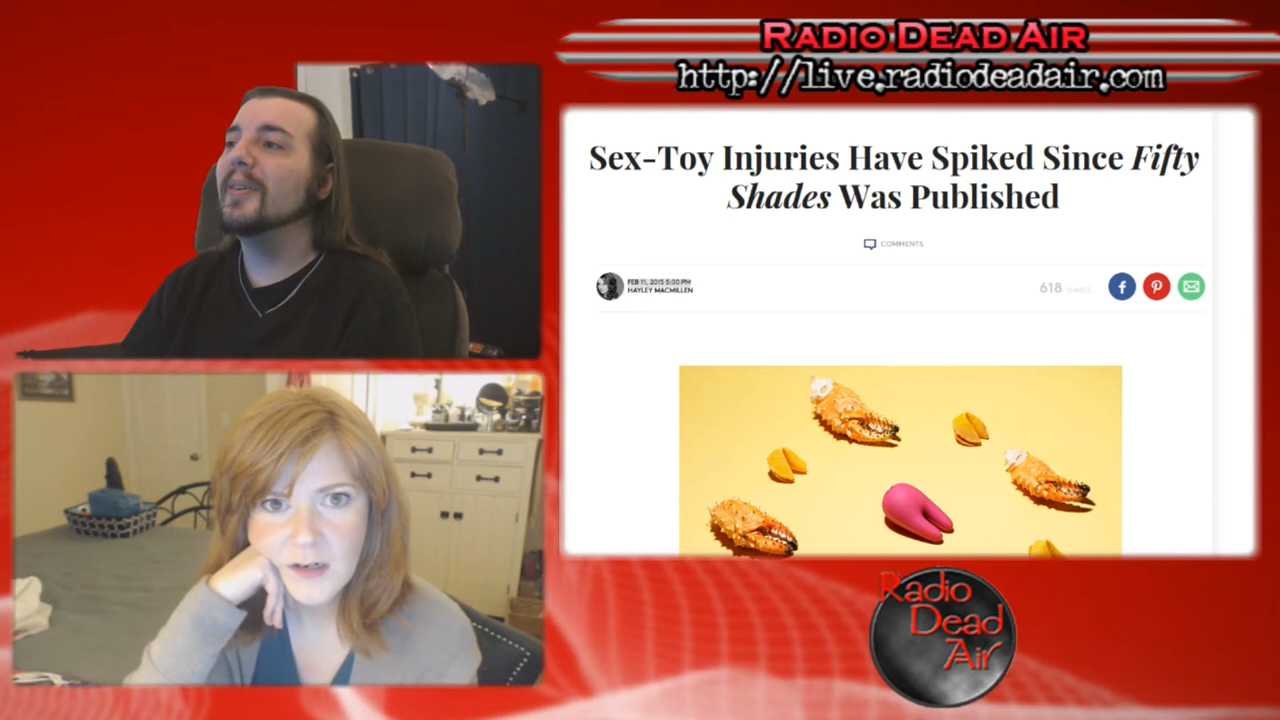 RADIO DEAD AIR
http://live.radiodeadair.com
Sex-Toy Injuries Have Spiked Since Fifty
Shades Was Published
COMMENTS
FEB 11, 2015 5:00 PM
HAYLEY MACMILLEN
618 SHARES
Radio
Dead
Air